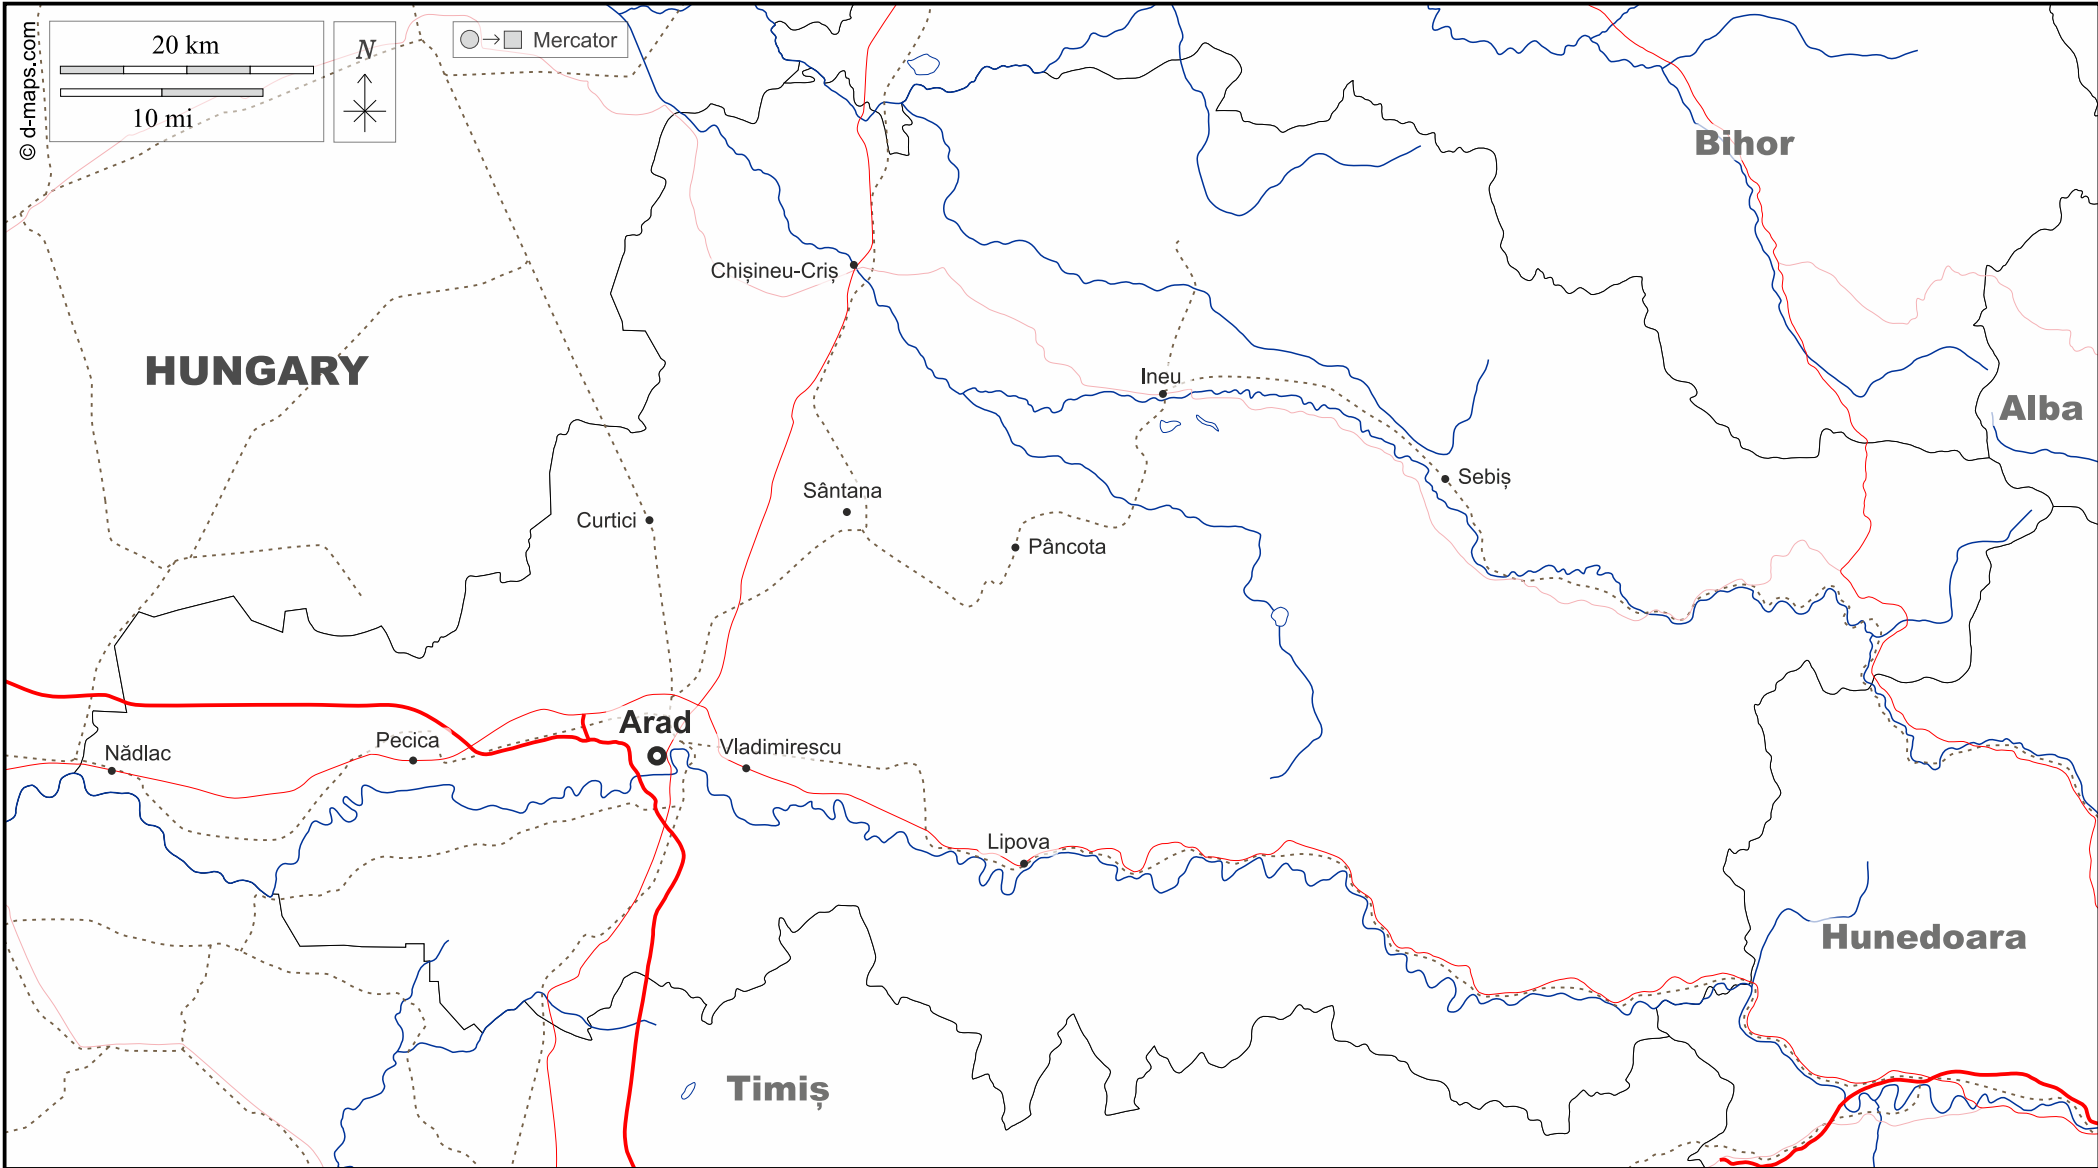 © d-maps.com
20 km
10 mi
N
Mercator
Bihor
Chișineu-Criș
HUNGARY
Ineu
Alba
Sebiș
Sântana
Curtici
Pâncota
Arad
Pecica
Vladimirescu
Nădlac
Lipova
Hunedoara
Timiș